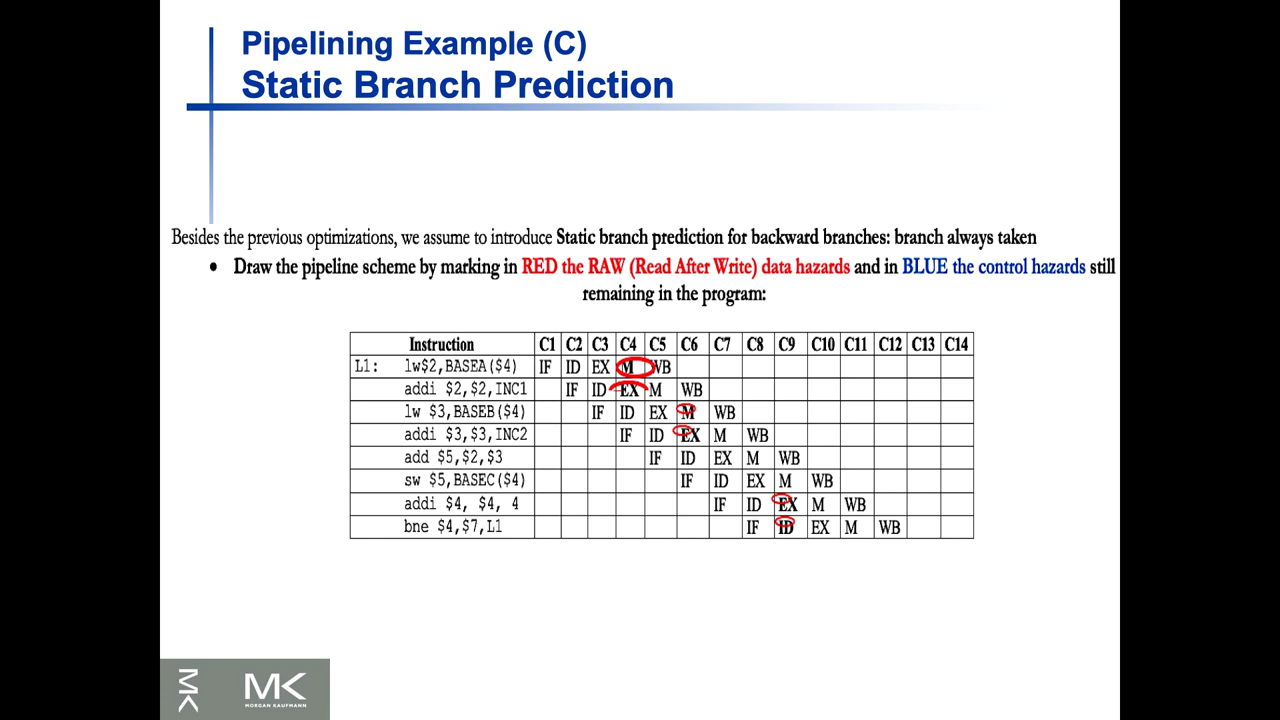 Pipelining Example (C)
Static Branch Prediction
Besides the previous optimizations, we assume to introduce Static branch prediction for backward branches: branch always taken
• Draw the pipeline scheme by marking in RED the RAW (Read After Write) data hazards and in BLUE the control hazards still
remaining in the program:
Instruction C1 C2 C3 C4 C5 C6 C7 C8 C9 C10 C11 C12 C13 C14
L1: lw$2,BASEA($4) IF ID EX M WB
addi $2,$2,INC1 IF ID EX M WB
lw $3,BASEB($4) IF ID EX M WB
addi $3,$3,INC2 IF ID EX M WB
add $5,$2,$3 IF ID EX M WB
sw $5,BASEC($4) IF ID EX M WB
addi $4, $4, 4 IF ID EX M WB
bne $4,$7,L1 IF ID EX M WB
MK
MK
MORGAN KAUFMANN